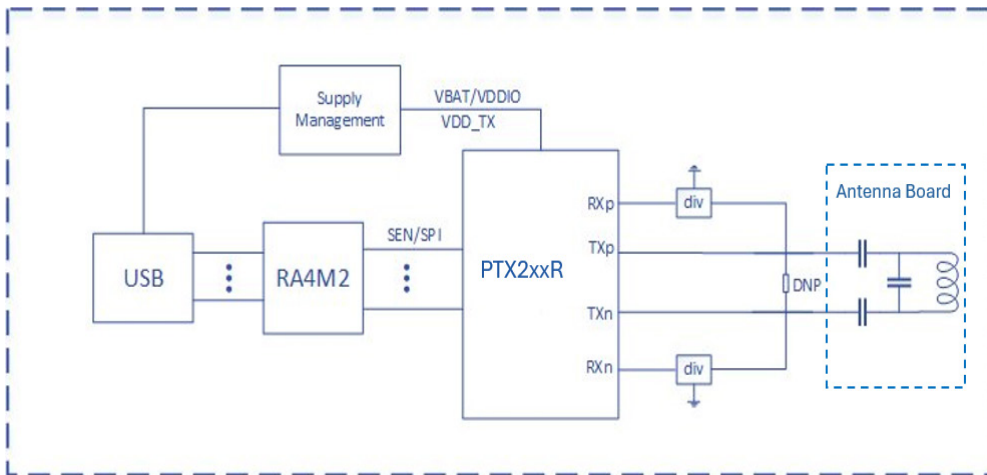 Supply
Management
VBAT/VDDIO
VDD_TX
RXp
div
Antenna Board
SEN/SPI
TXp
USB
RA4M2
PTX2xxR
DNP
TXn
RXn
div